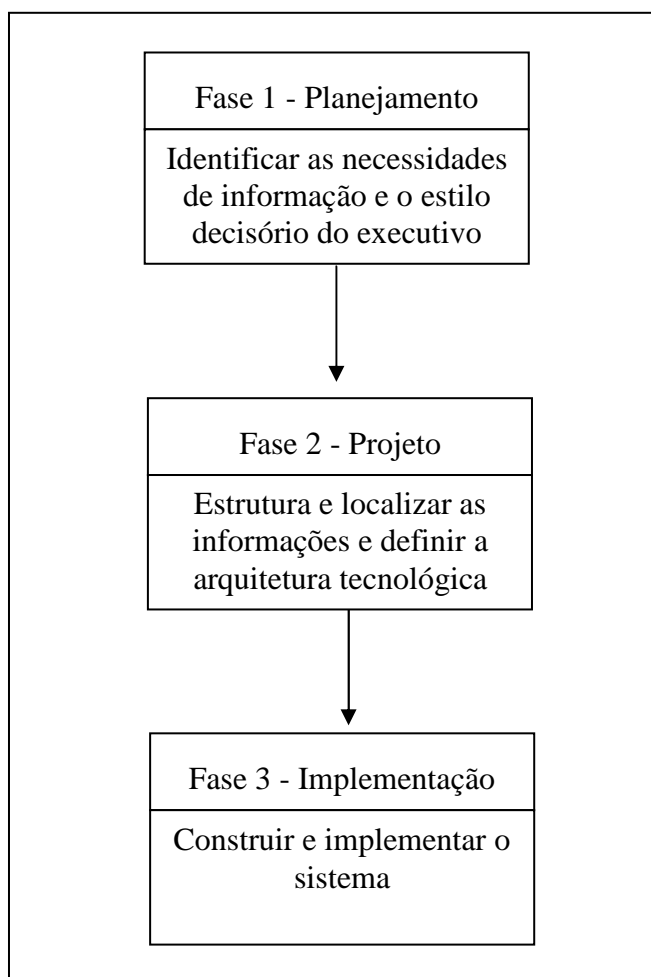 Fase 1 - Planejamento
Identificar as necessidades
de informação e o estilo
decisório do executivo
Fase 2 - Projeto
Estrutura e localizar as
informações e definir a
arquitetura tecnológica
Fase 3 - Implementação
Construir e implementar o
sistema